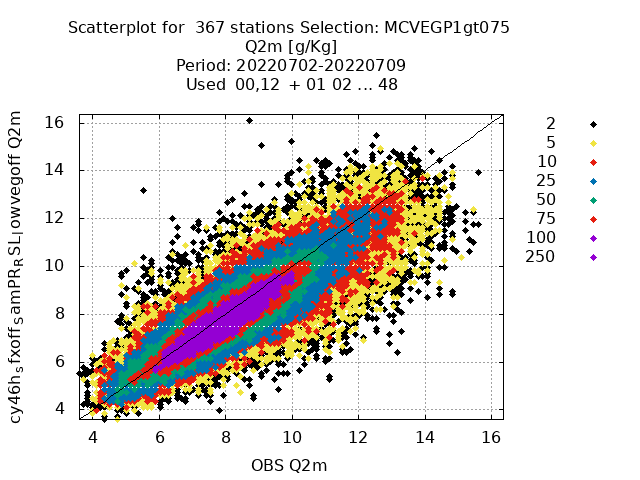 Scatterplot for  367 stations Selection: MCVEGP1gt075
Q2m [g/Kg]
Period: 20220702-20220709
Used  00,12  + 01 02 ... 48
cy46h_sfxoff_samPR_RSL_lowvegoff Q2m
16
14
12
10
8
6
4
4 6 8 10 12 14 16
OBS Q2m
2
5
10
25
50
75
100
250